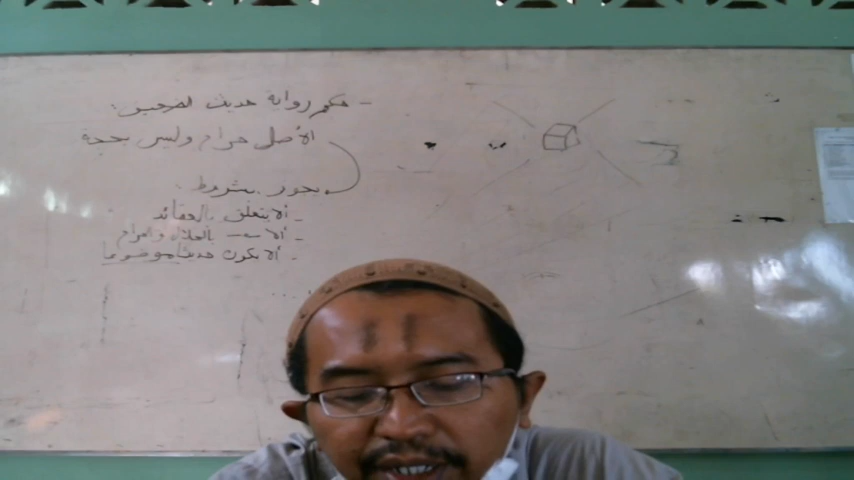 - حكم رواية حديث الضعيف :
الأصل حرام وليس بحجة
يجوز بشروط :
- ألا يتعلق بالعقائد
- ألا بالحلال والحرام
- ألا يكون حديثا موضوعا